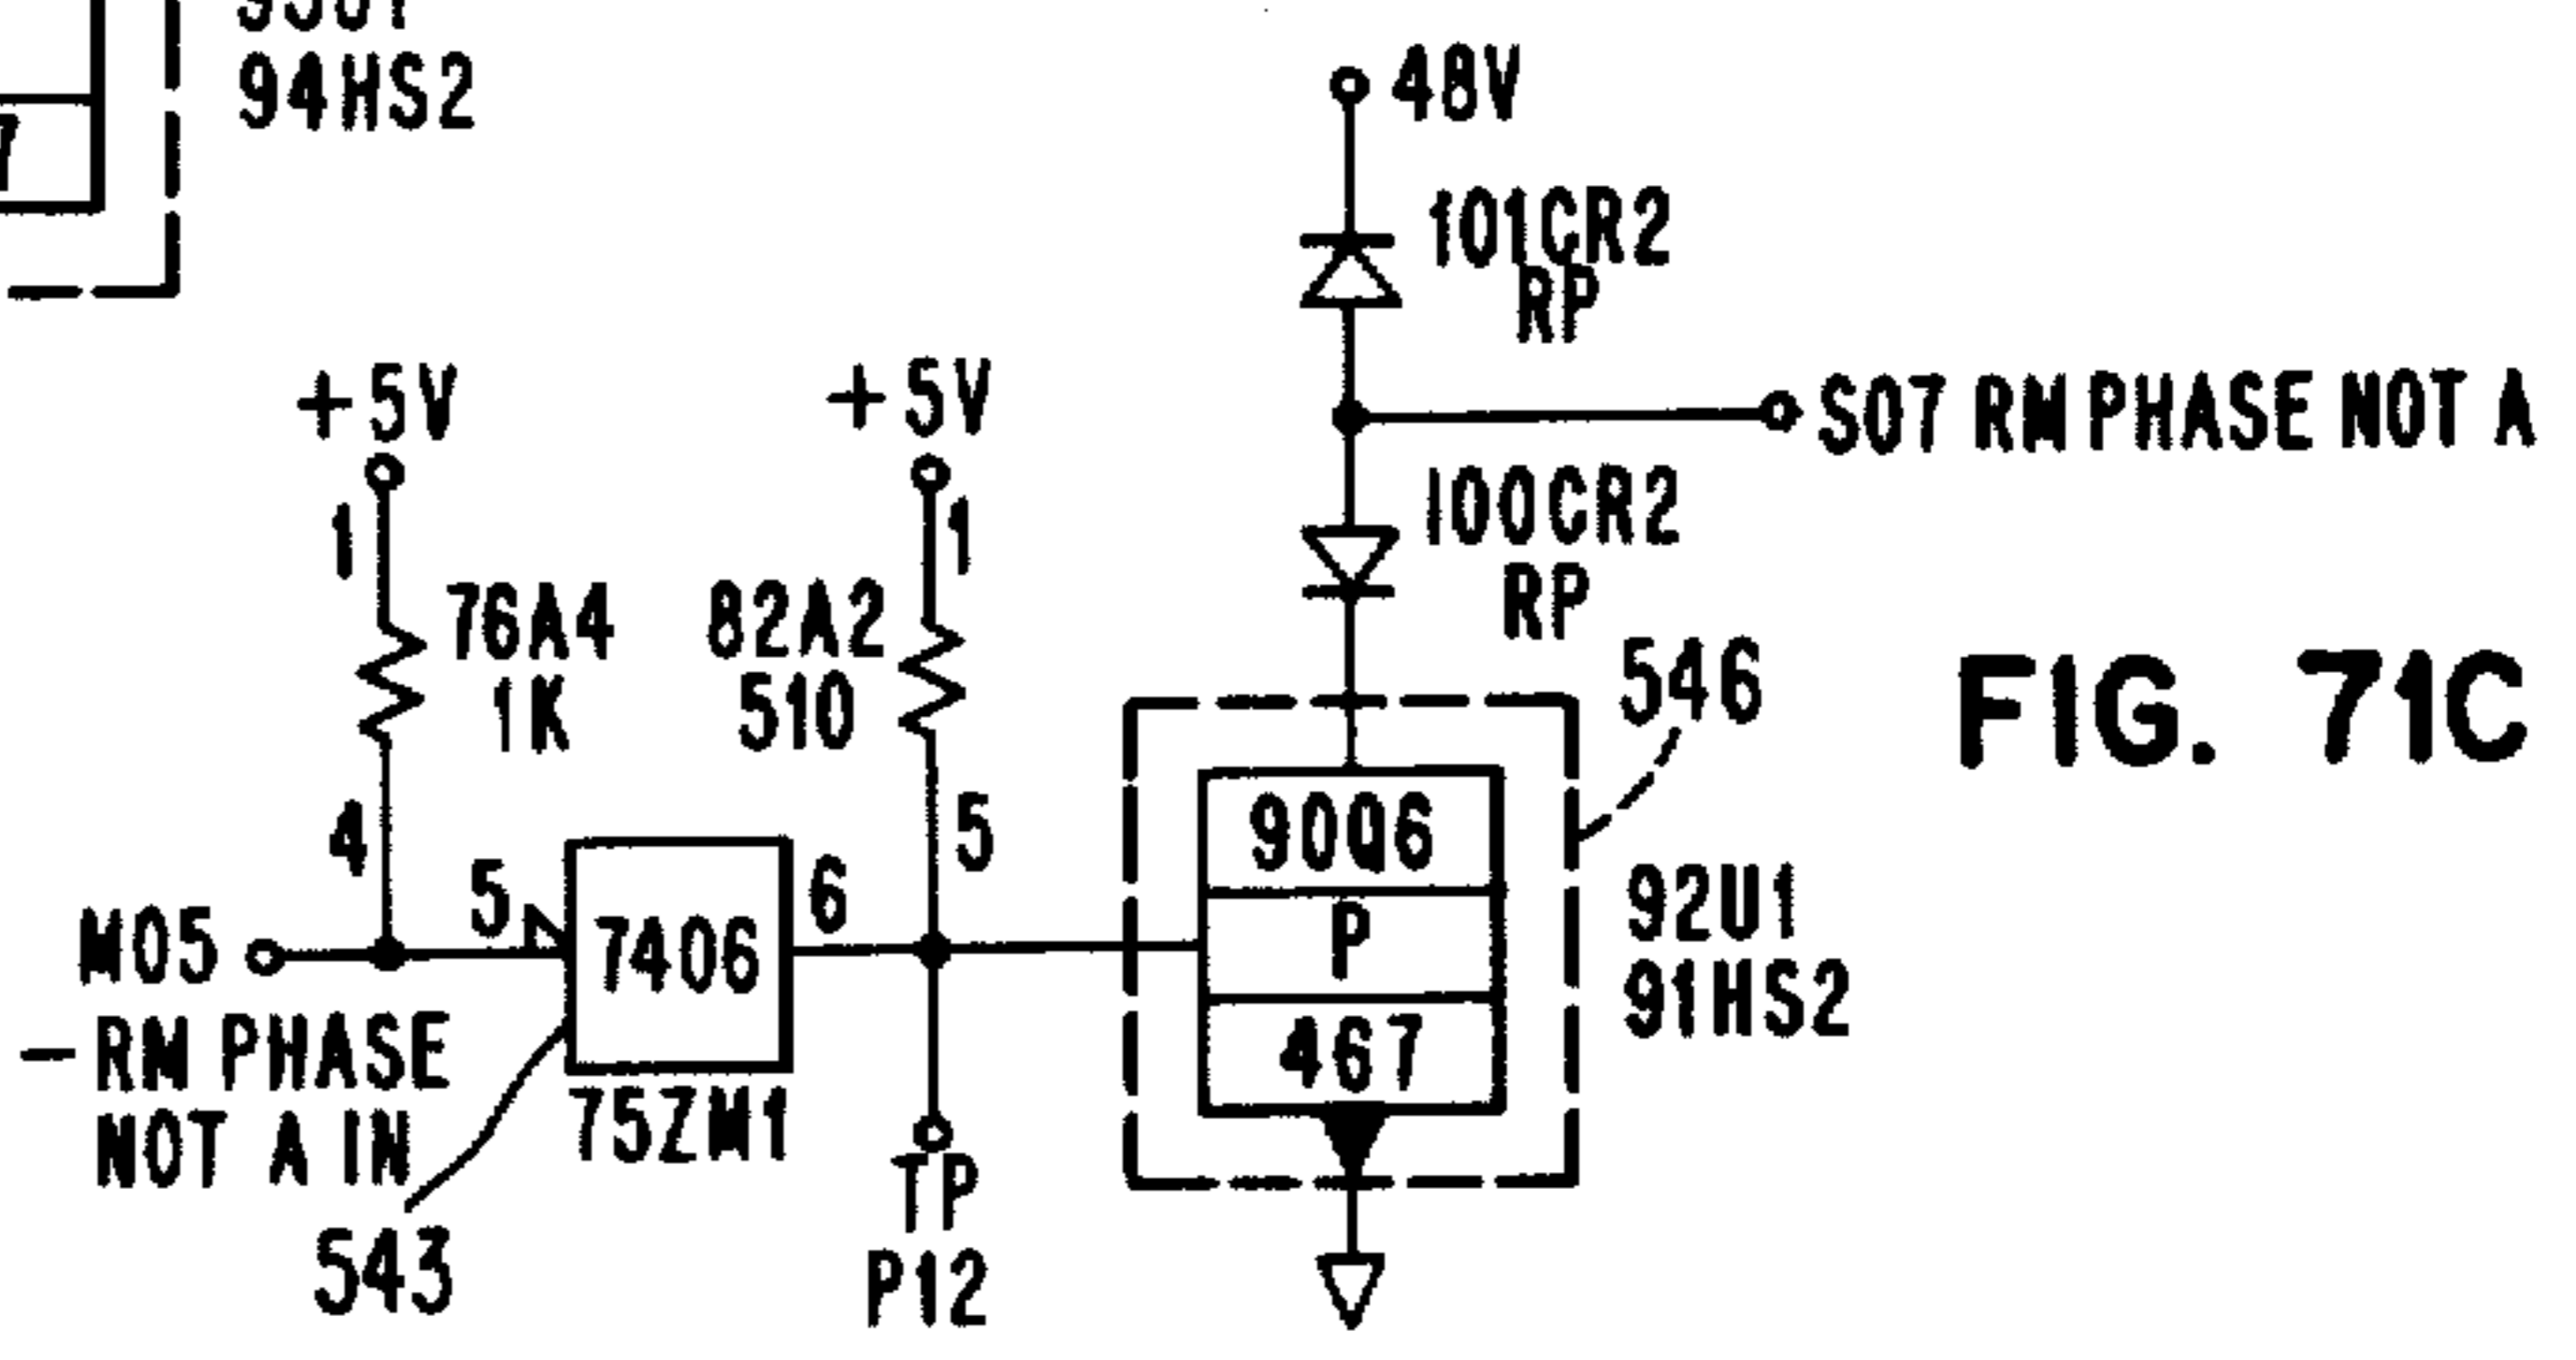 94HS2
48V
101CR2
RP
+5V
+5V
S07 RM PHASE NOT A
1
1
100CR2
RP
76A4
1K
82A2
510
546
FIG. 71C
4
5
5
6
7406
90Q6
P
467
92U1
91HS2
M05
-RM PHASE
NOT A IN
75ZM1
543
TP
P12